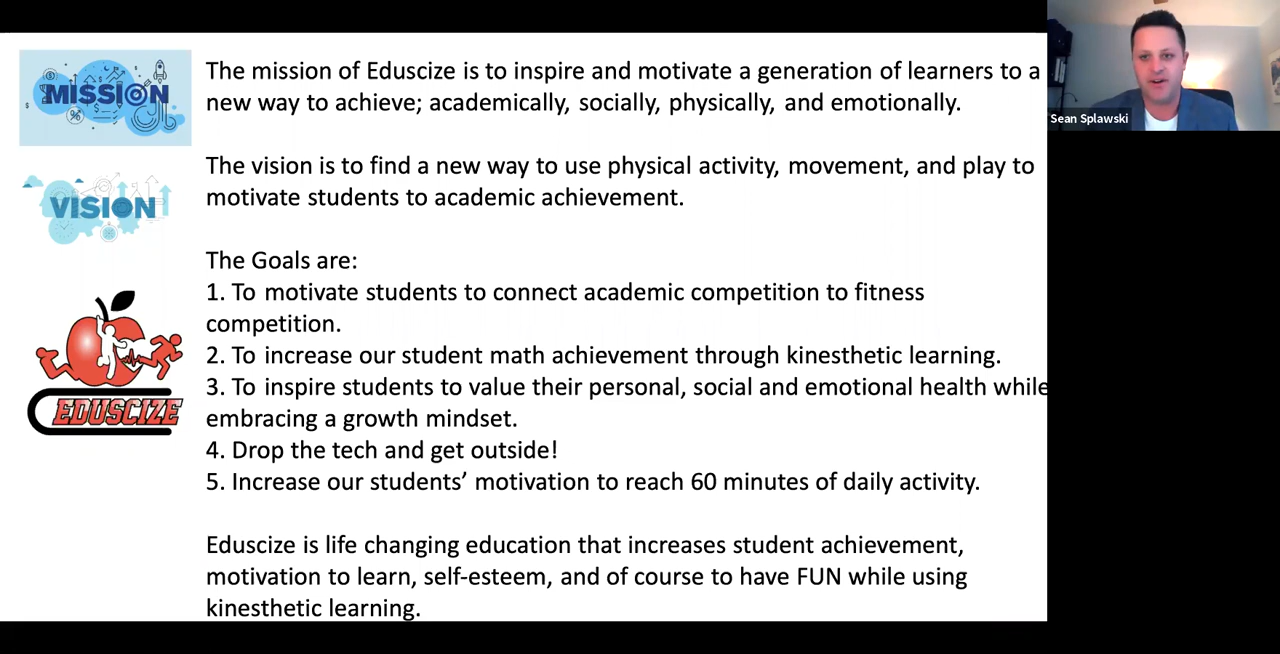 MISSION
The mission of Eduscize is to inspire and motivate a generation of learners to a
new way to achieve; academically, socially, physically, and emotionally.
Sean Splawski
VISION
The vision is to find a new way to use physical activity, movement, and play to
motivate students to academic achievement.
The Goals are:
1. To motivate students to connect academic competition to fitness
competition.
2. To increase our student math achievement through kinesthetic learning.
3. To inspire students to value their personal, social and emotional health while
embracing a growth mindset.
4. Drop the tech and get outside!
5. Increase our students’ motivation to reach 60 minutes of daily activity.
EDUSCIZE
Eduscize is life changing education that increases student achievement,
motivation to learn, self-esteem, and of course to have FUN while using
kinesthetic learning.